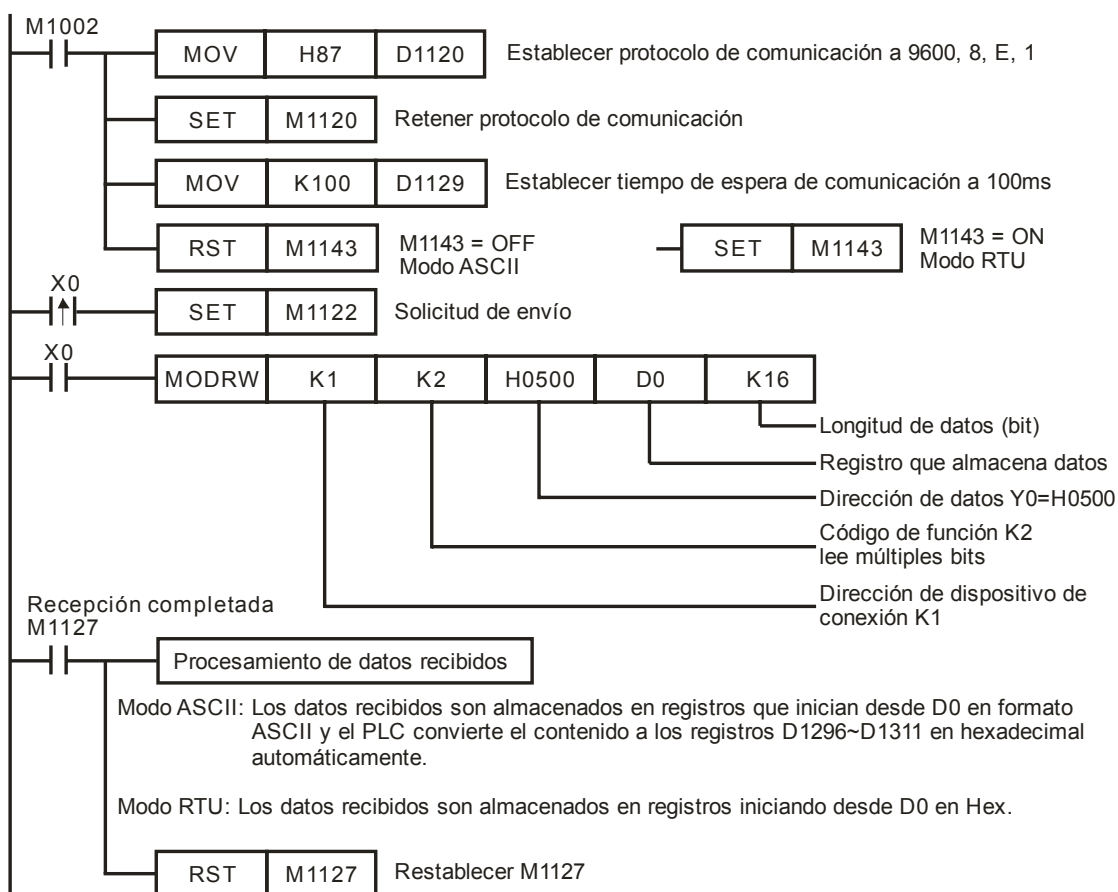 M1002
MOV H87 D1120 Establecer protocolo de comunicación a 9600, 8, E, 1
SET M1120 Retener protocolo de comunicación
MOV K100 D1129 Establecer tiempo de espera de comunicación a 100ms
RST M1143 M1143 = OFF
Modo ASCII
SET M1143 M1143 = ON
Modo RTU
X0
SET M1122 Solicitud de envío
X0
MODRW K1 K2 H0500 D0 K16
Longitud de datos (bit)
Registro que almacena datos
Dirección de datos Y0=H0500
Código de función K2
lee múltiples bits
Dirección de dispositivo de
conexión K1
Recepción completada
M1127
Procesamiento de datos recibidos
Modo ASCII: Los datos recibidos son almacenados en registros que inician desde D0 en formato
ASCII y el PLC convierte el contenido a los registros D1296~D1311 en hexadecimal
automáticamente.
Modo RTU: Los datos recibidos son almacenados en registros iniciando desde D0 en Hex.
RST M1127 Restablecer M1127